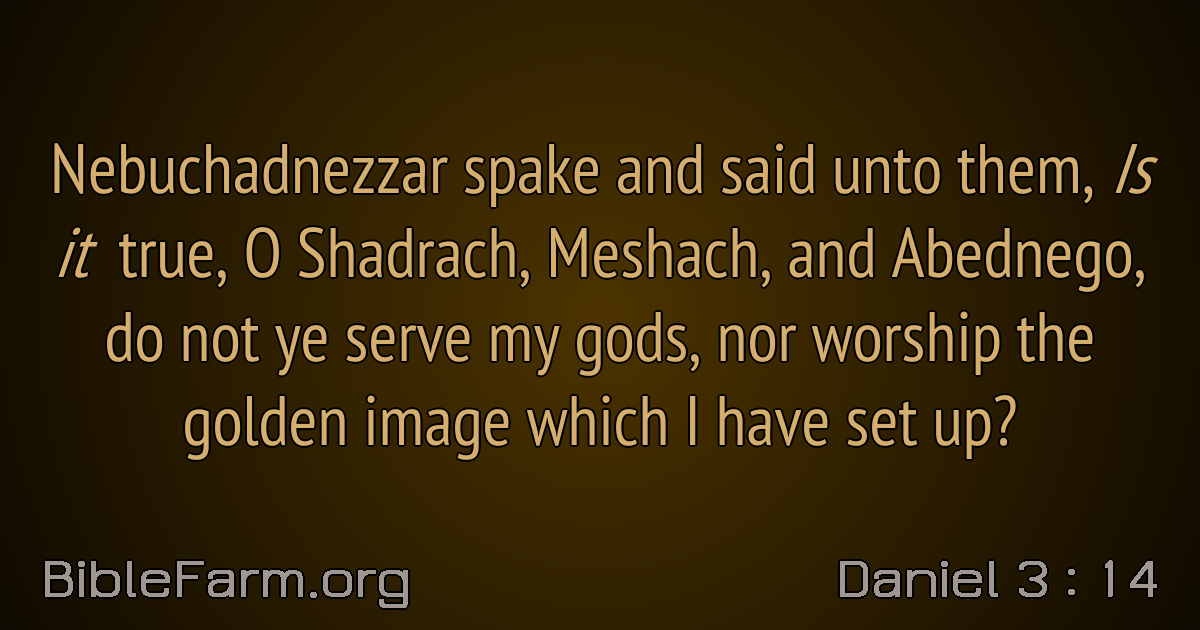 Nebuchadnezzar spake and said unto them, Is
it true, O Shadrach, Meshach, and Abednego,
do not ye serve my gods, nor worship the
golden image which I have set up?
BibleFarm.org
Daniel 3 : 14